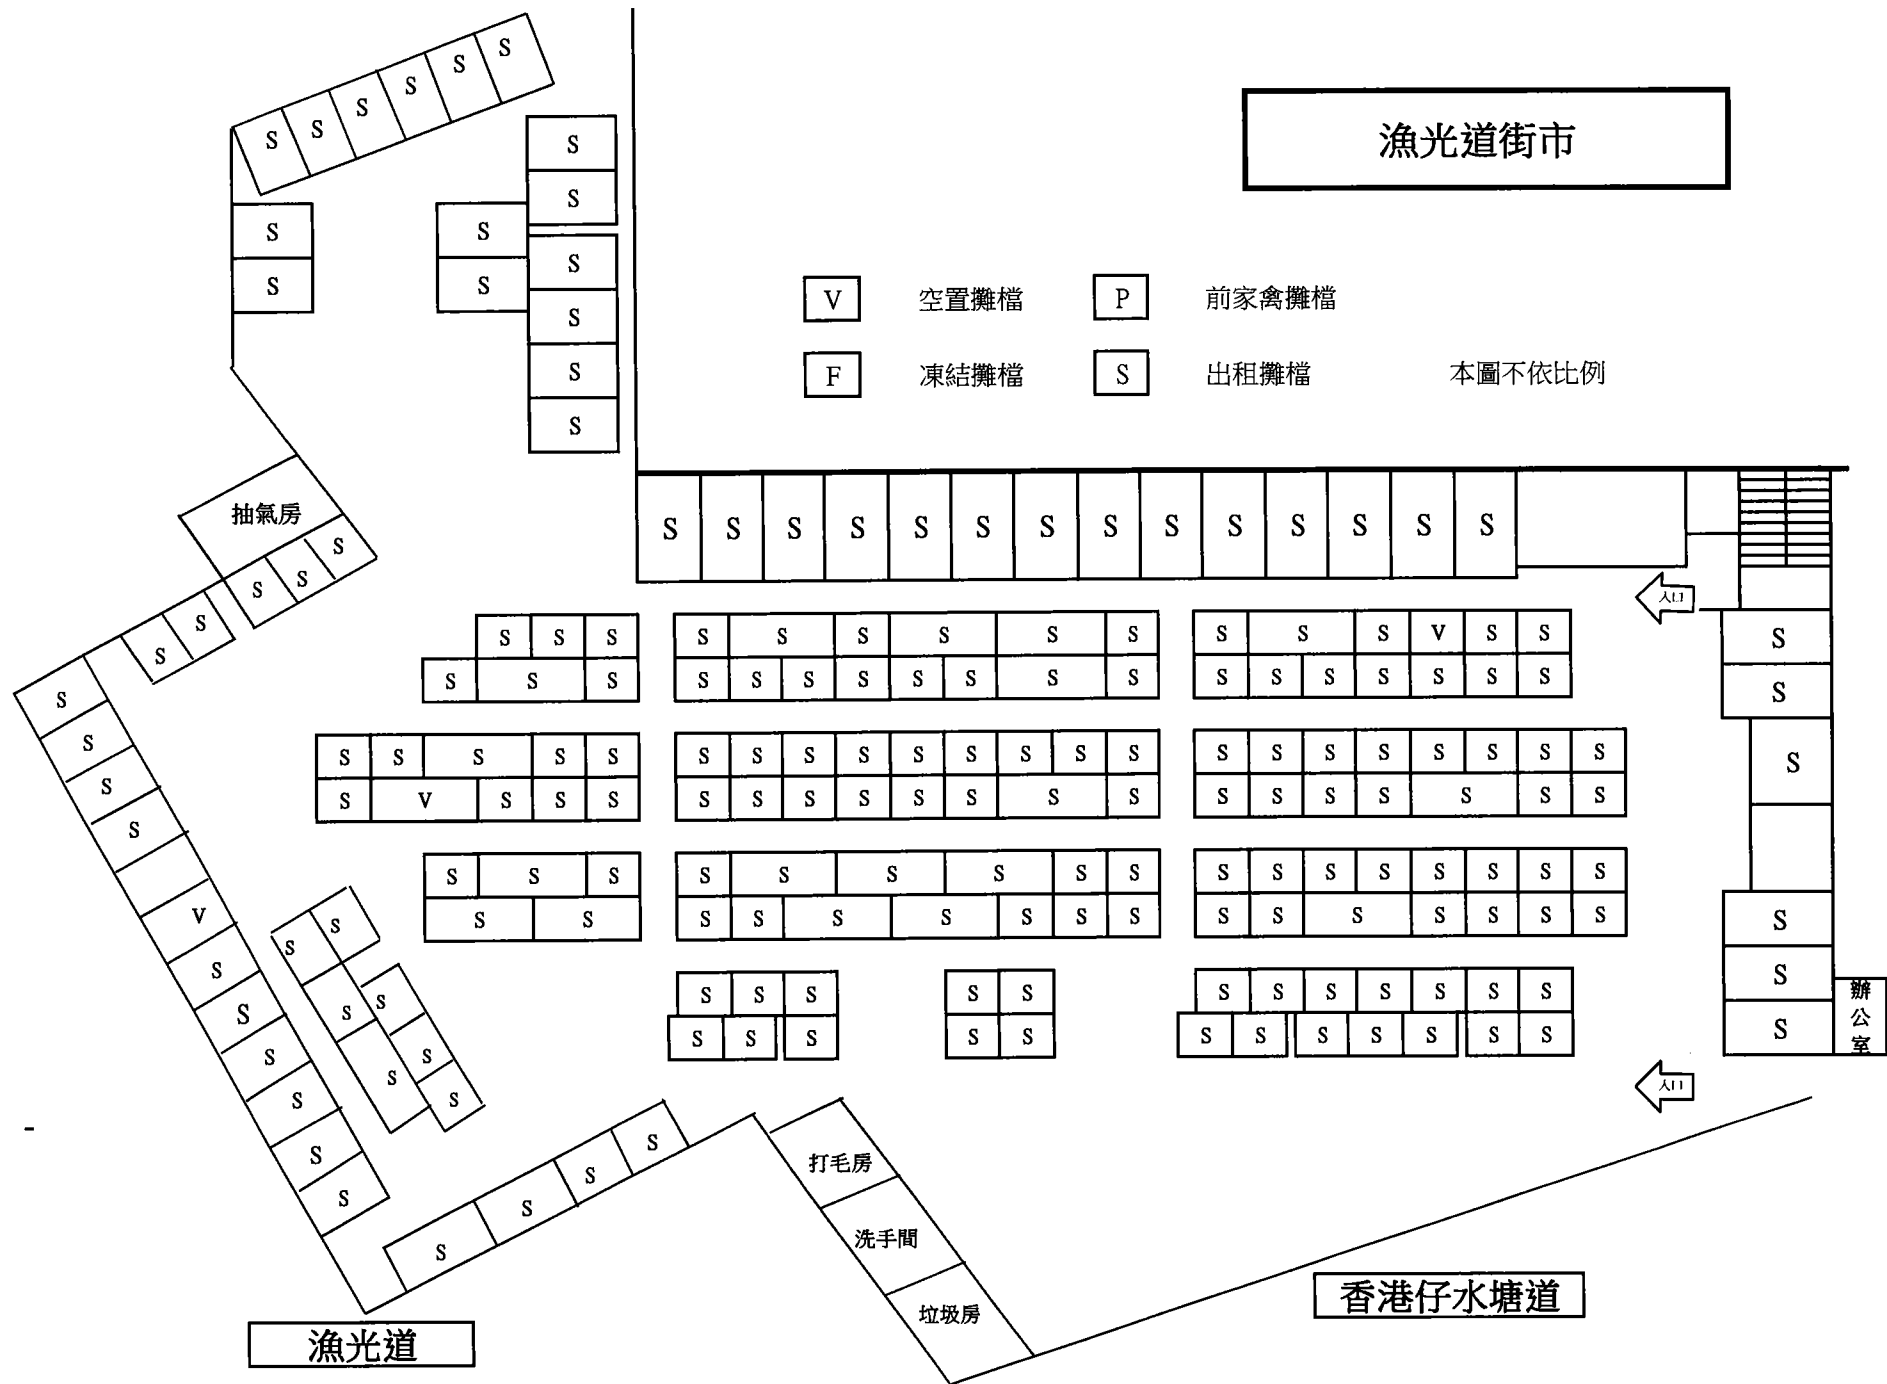 S S S S S S
漁光道街市
S
S
S S
S S
S
S
S
S
V 空置攤檔 P 前家禽攤檔
F 凍結攤檔 S 出租攤檔 本圖不依比例
抽氣房
S S S S S S S S S S S S S S
S S S
S S
入口
S S S S S S S S S S S S V S S
S S S S S S S S S S S S S S S S S S
S
S
S
S S S S S S S S S S S S S S S S S S S S S S
S V S S S S S S S S S S S S S S S S S S S
S S S S S S S S S S S S S S S S S
S S S S S S S S S S S S S S S S
S
S
S
辦
公
室
S S S S S S S S S S S S
S S S S S S S S S S S S
入口
S
S
S
S
V
S
S
S
S
S
S
S S
S S
S S
S
S S S S
打毛房
洗手間
垃圾房
香港仔水塘道
漁光道